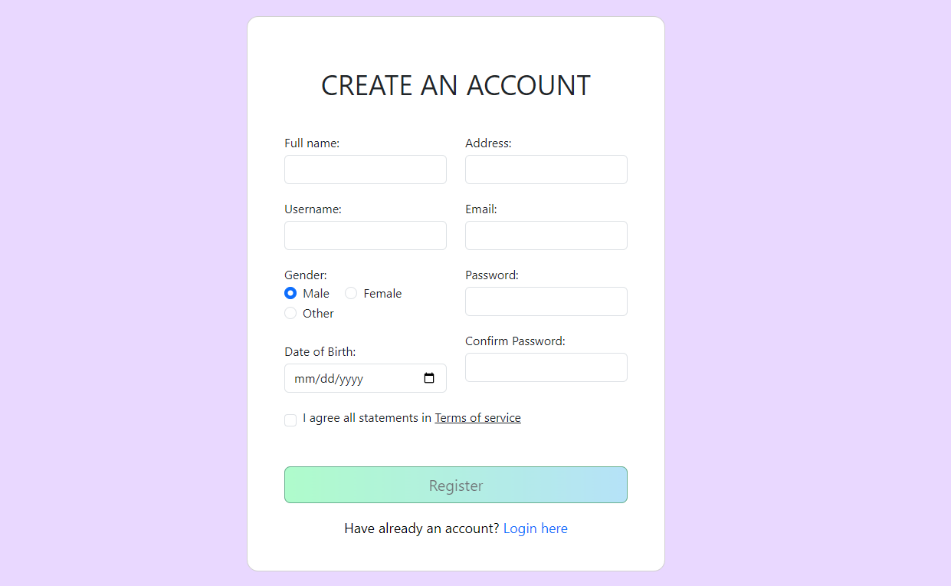 CREATE AN ACCOUNT
Full name:
Address:
Username:
Email:
Gender:
Male
Female
Other
Password:
Date of Birth:
mm/dd/yyyy
Confirm Password:
I agree all statements in Terms of service
Register
Have already an account? Login here